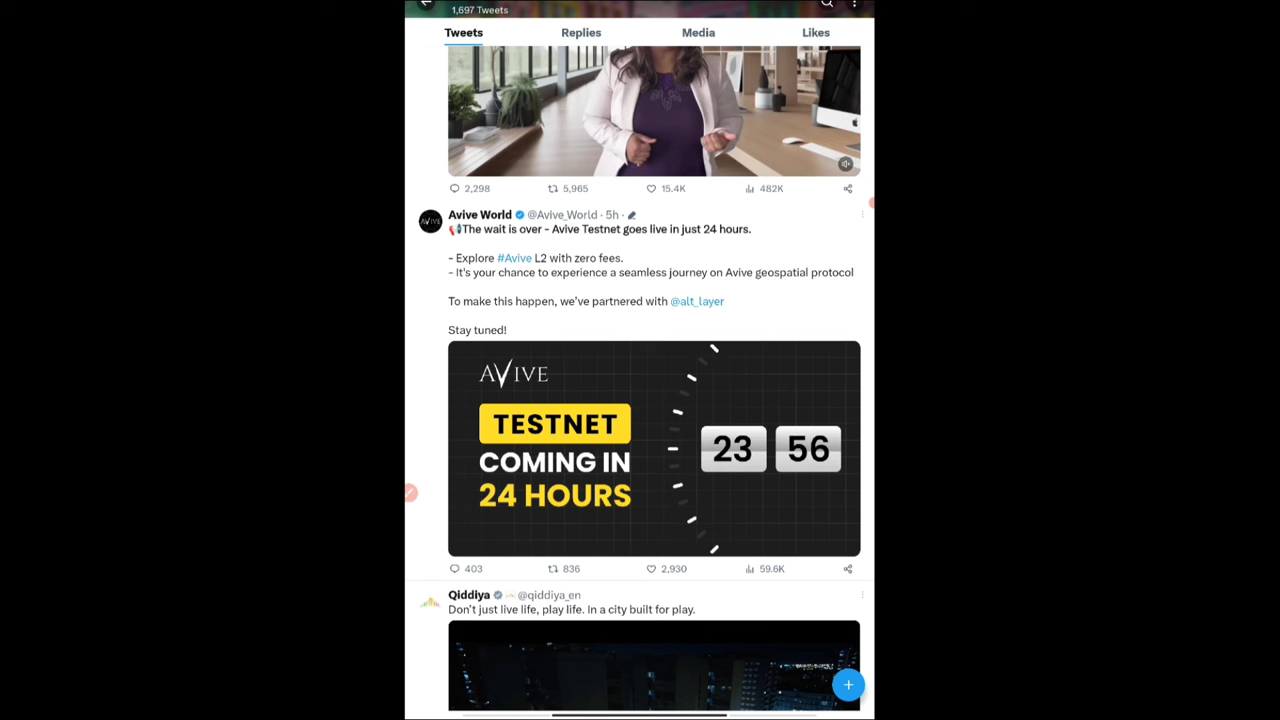 1,697 Tweets
Tweets Replies Media Likes
2,298 5,965 15.4K 482K
AVIVE
Avive World @Avive_World · 5h ·
📢The wait is over - Avive Testnet goes live in just 24 hours.
- Explore #Avive L2 with zero fees.
- It's your chance to experience a seamless journey on Avive geospatial protocol
To make this happen, we've partnered with @alt_layer
Stay tuned!
AVIVE
TESTNET
COMING IN
24 HOURS
23 56
403 836 2,930 59.6K
Qiddiya @qiddiya_en
Don't just live life, play life. In a city built for play.